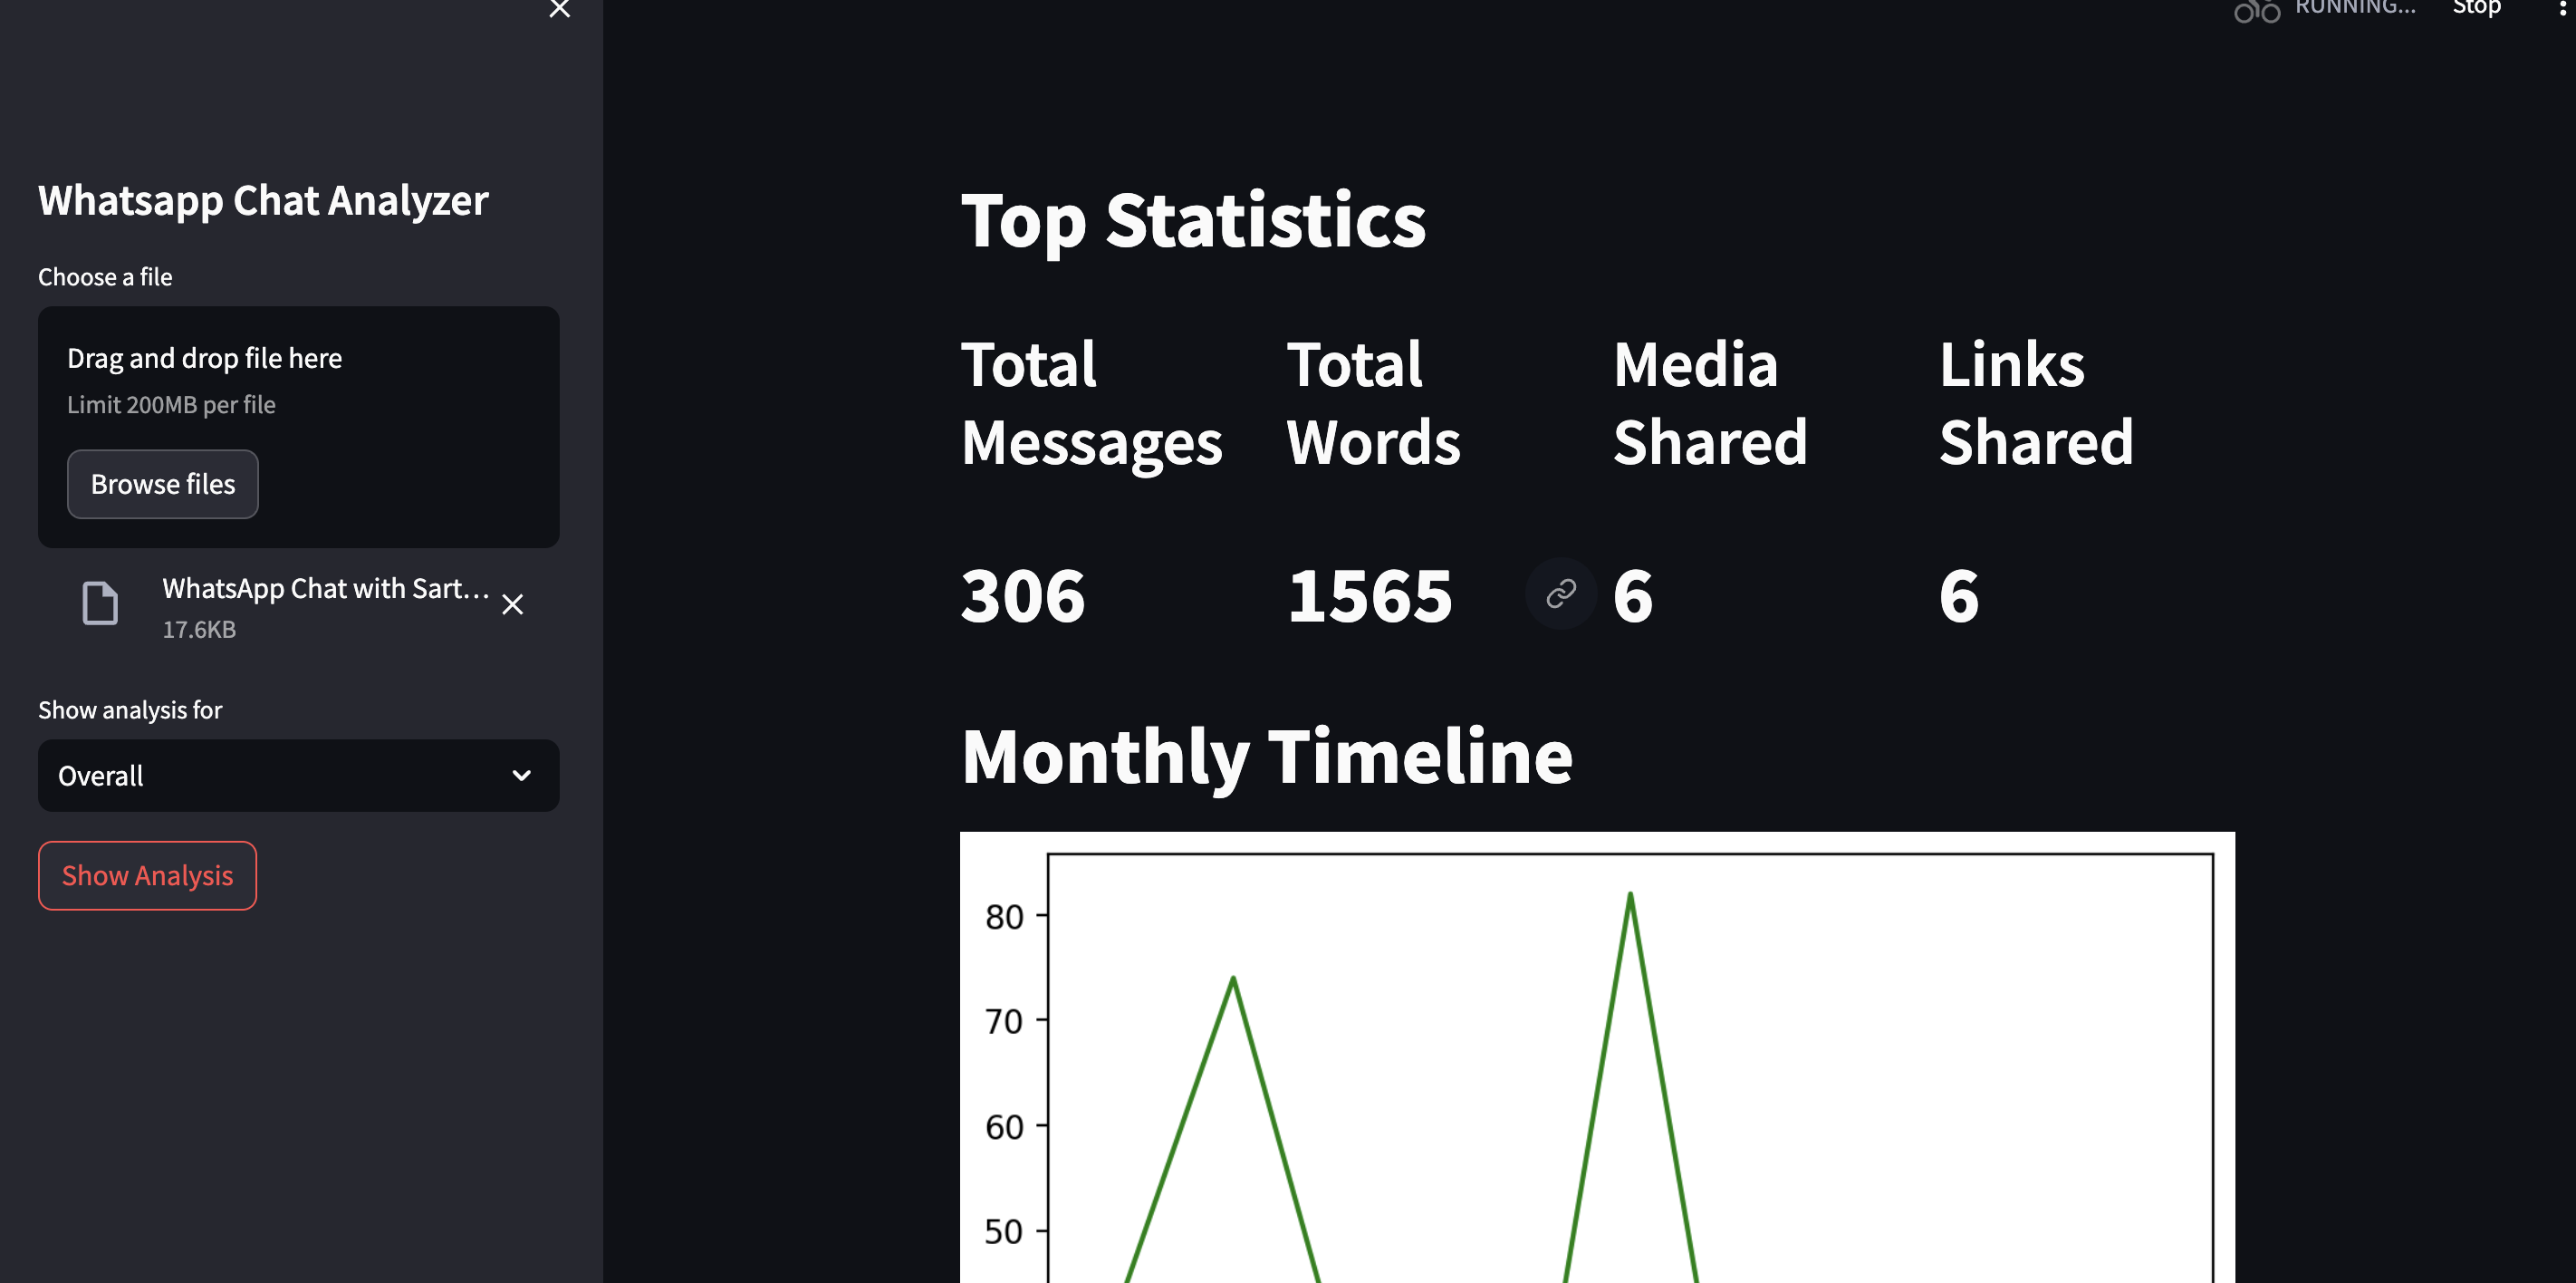 RUNNING...
Stop
Whatsapp Chat Analyzer
Choose a file
Drag and drop file here
Limit 200MB per file
Browse files
WhatsApp Chat with Sart...
17.6KB
Show analysis for
Overall
Show Analysis
Top Statistics
Total Messages
Total Words
Media Shared
Links Shared
306
1565
6
6
Monthly Timeline
80
70
60
50